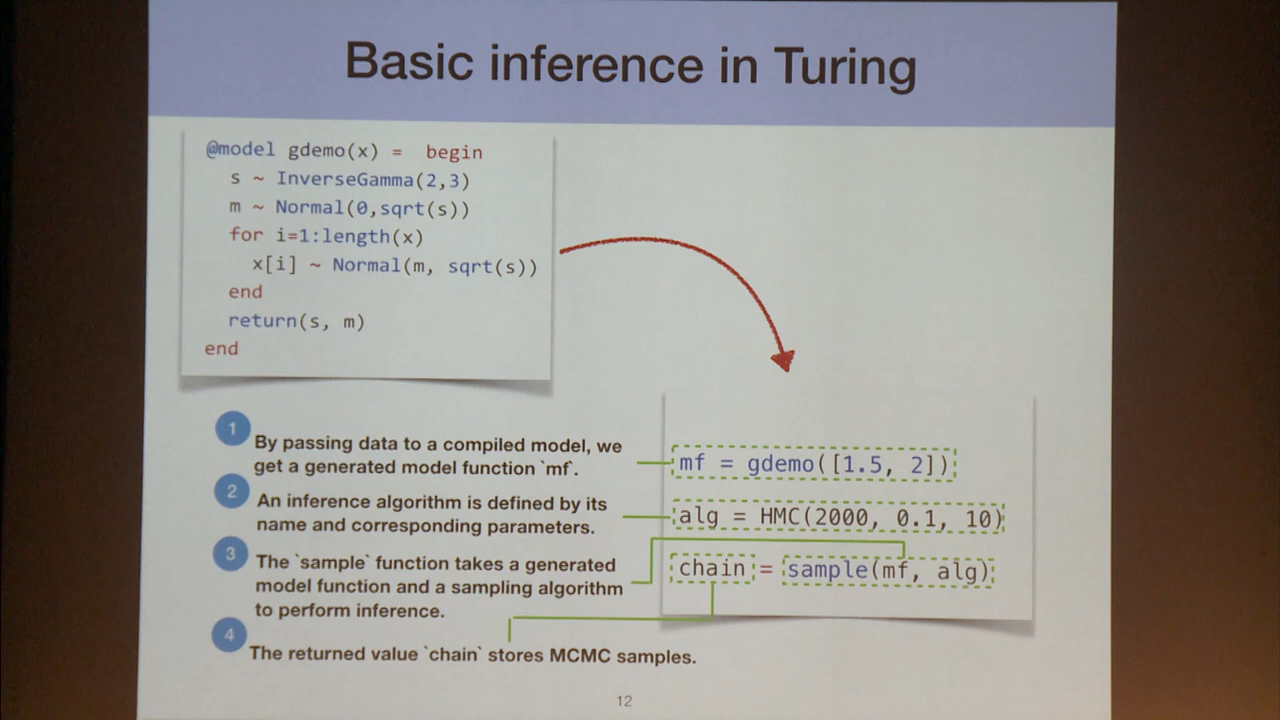 Basic inference in Turing
@model gdemo(x) = begin
s ~ InverseGamma(2,3)
m ~ Normal(0,sqrt(s))
for i=1:length(x)
x[i] ~ Normal(m, sqrt(s))
end
return(s, m)
end
1
By passing data to a compiled model, we
get a generated model function `mf`.
2
An inference algorithm is defined by its
name and corresponding parameters.
3
The `sample` function takes a generated
model function and a sampling algorithm
to perform inference.
4
The returned value `chain` stores MCMC samples.
mf = gdemo([1.5, 2])
alg = HMC(2000, 0.1, 10)
chain = sample(mf, alg)
12